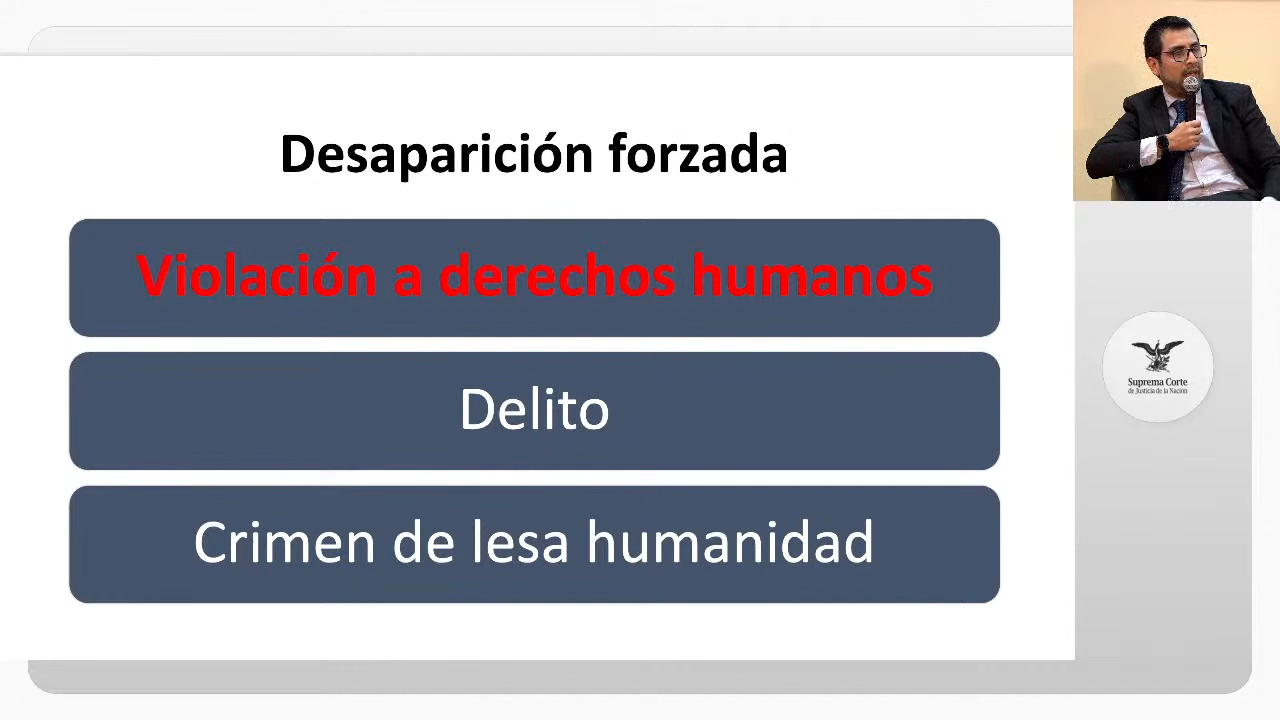 Desaparición forzada
Violación a derechos humanos
Delito
Crimen de lesa humanidad
Suprema Corte
de Justicia de la Nación